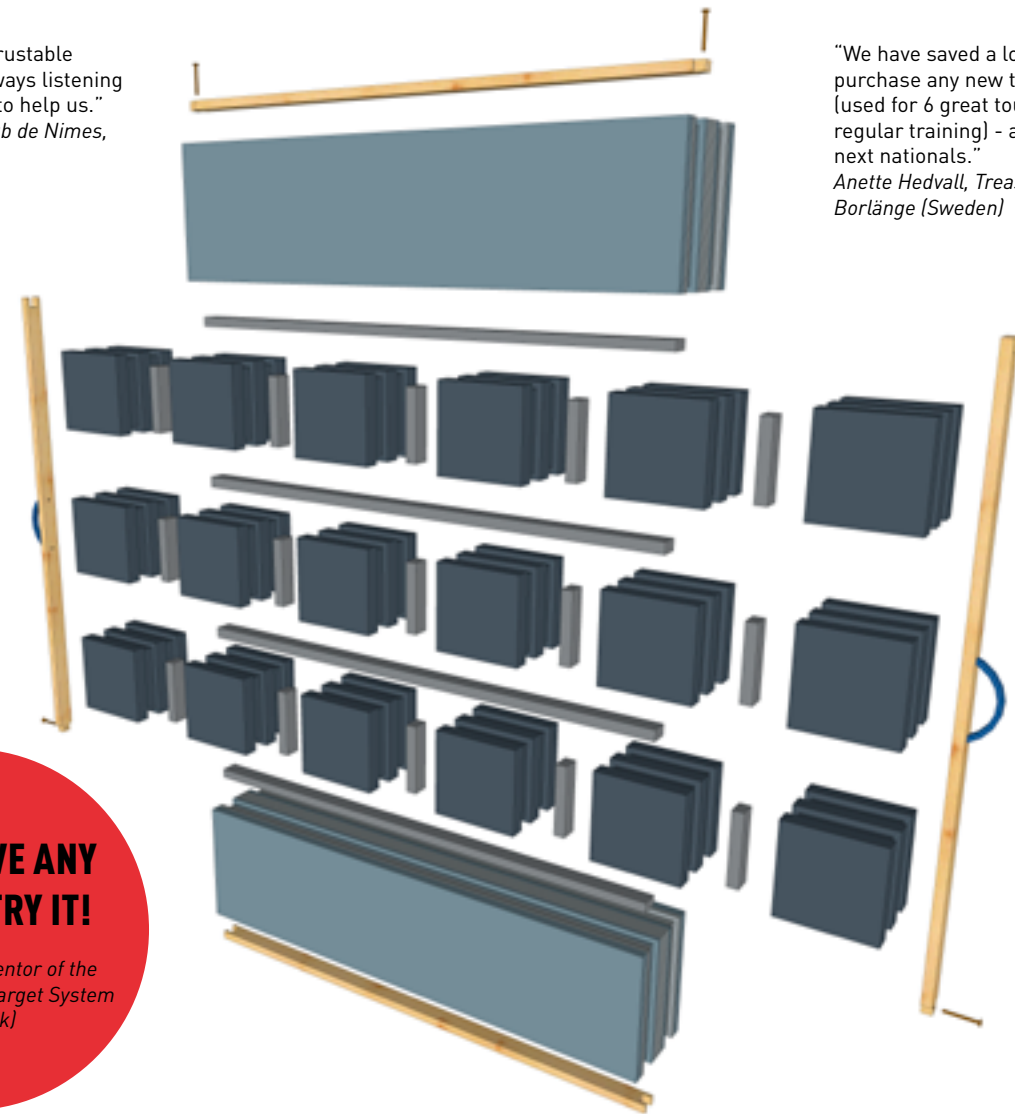 rustable
ways listening
to help us."
b de Nimes,
"We have saved a lo
purchase any new t
(used for 6 great tou
regular training) - a
next nationals."
Anette Hedvall, Treas
Borlänge (Sweden)
VE ANY
TRY IT!
entor of the
arget System
k)